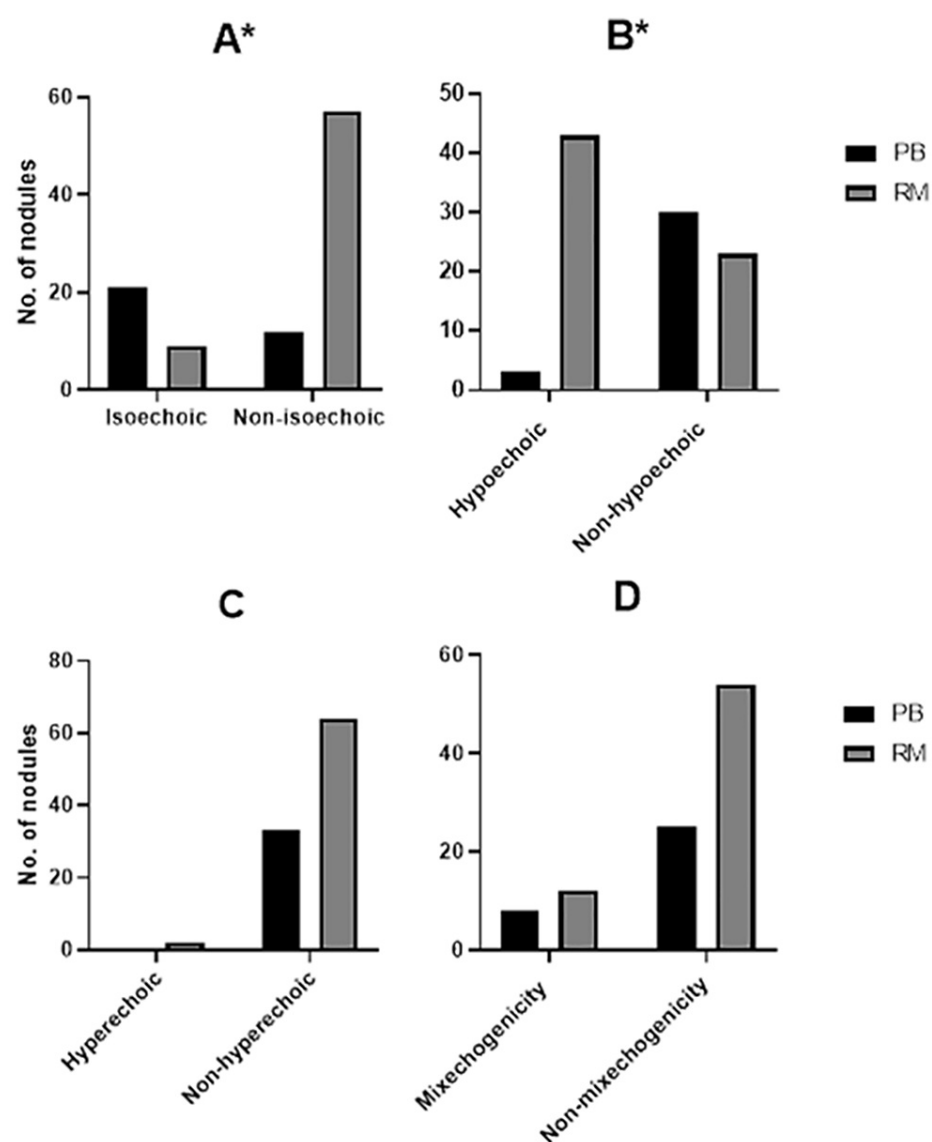 A*
No. of nodules
60
40
20
0
Isoechoic
Non-isoechoic
B*
50
40
30
20
10
0
Hypoechoic
Non-hypoechoic
PB
RM
C
No. of nodules
80
60
40
20
0
Hyperechoic
Non-hyperechoic
D
60
40
20
0
Mixechogenicity
Non-mixechogenicity
PB
RM